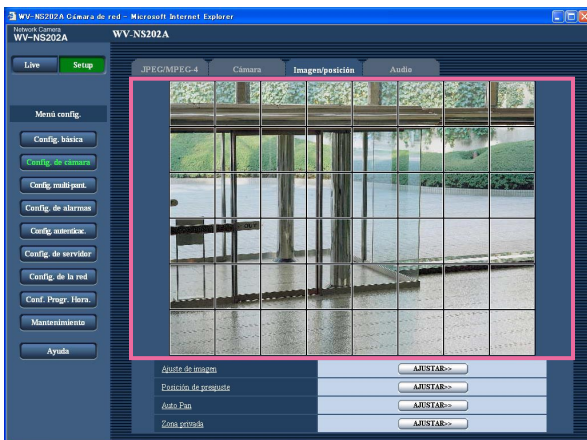 WV-NS202A Cámara de red - Microsoft Internet Explorer
Network Camera
WV-NS202A
WV-NS202A
Live
Setup
JPEG/MPEG-4
Cámara
Imagen/posición
Audio
Menú config.
Config. básica
Config. de cámara
Config. multi-pant.
Config. de alarmas
Config. autenticac.
Config. de servidor
Config. de la red
Conf. Progr. Hora.
Mantenimiento
Ayuda
Ajuste de imagen
AJUSTAR>>
Posición de preajuste
AJUSTAR>>
Auto Pan
AJUSTAR>>
Zona privada
AJUSTAR>>